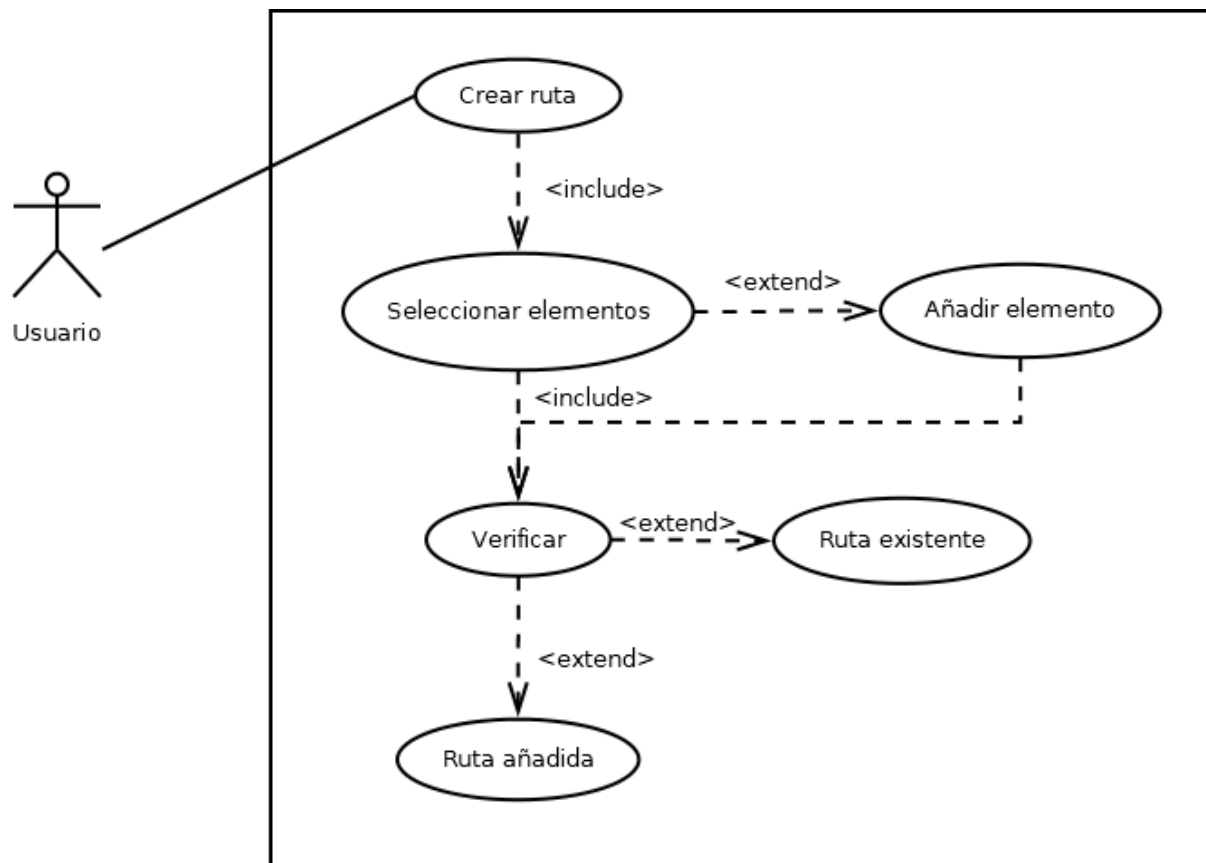 Crear ruta
<include>
Usuario
Seleccionar elementos
<extend>
Añadir elemento
<include>
Verificar
<extend>
Ruta existente
<extend>
Ruta añadida